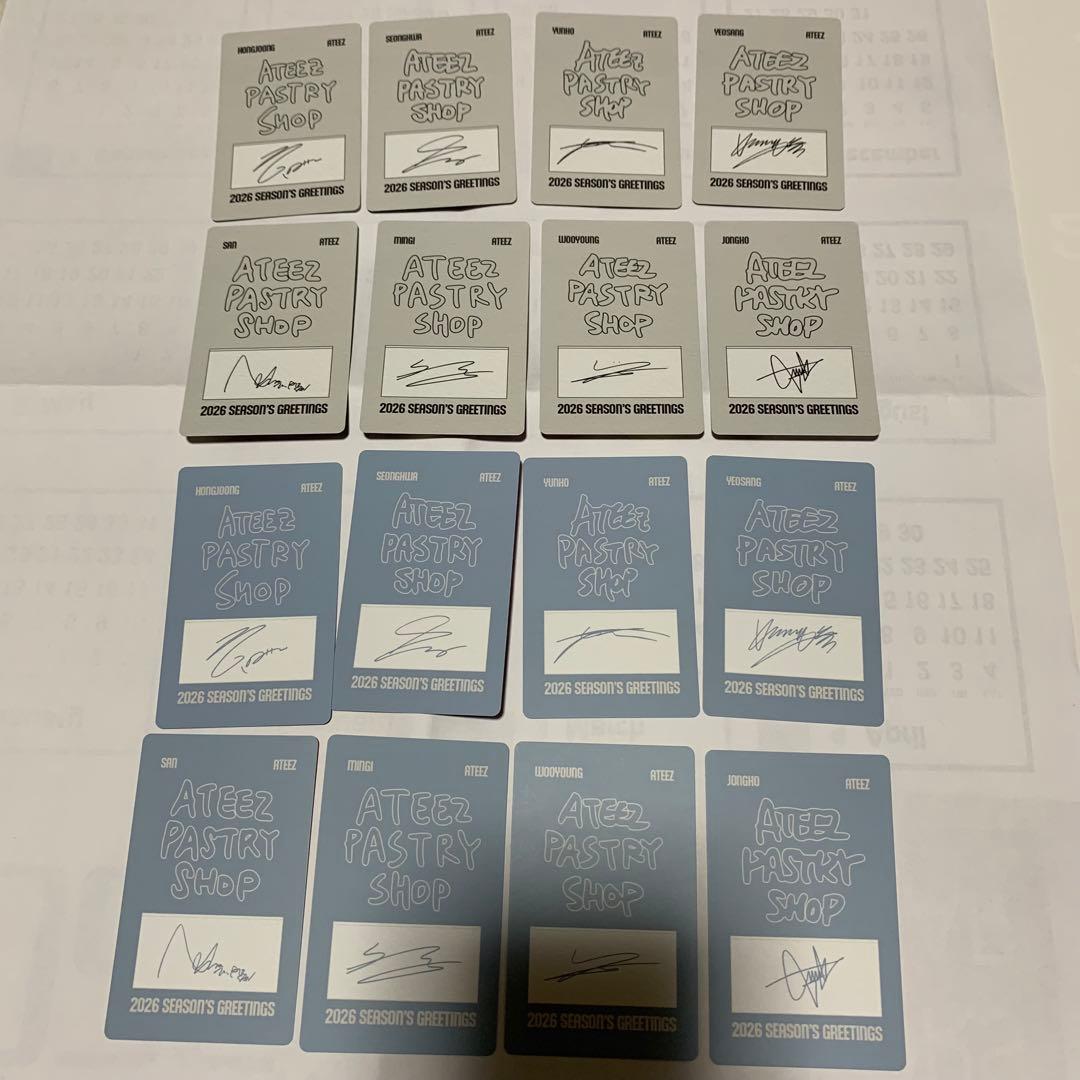 HONGJOONG ATEEZ
ATEEZ
PASTRY
SHOP
2026 SEASON'S GREETINGS
SEONGHWA ATEEZ
ATEEZ
PASTRY
SHOP
2026 SEASON'S GREETINGS
YUNHO ATEEZ
ATEEZ
PASTRY
SHOP
2026 SEASON'S GREETINGS
YEOSANG ATEEZ
ATEEZ
PASTRY
SHOP
2026 SEASON'S GREETINGS
SAN ATEEZ
ATEEZ
PASTRY
SHOP
2026 SEASON'S GREETINGS
MINGI ATEEZ
ATEEZ
PASTRY
SHOP
2026 SEASON'S GREETINGS
WOOYOUNG ATEEZ
ATEEZ
PASTRY
SHOP
2026 SEASON'S GREETINGS
JONGHO ATEEZ
ATEEZ
PASTRY
SHOP
2026 SEASON'S GREETINGS
HONGJOONG ATEEZ
ATEEZ
PASTRY
SHOP
2026 SEASON'S GREETINGS
SEONGHWA ATEEZ
ATEEZ
PASTRY
SHOP
2026 SEASON'S GREETINGS
YUNHO ATEEZ
ATEEZ
PASTRY
SHOP
2026 SEASON'S GREETINGS
YEOSANG ATEEZ
ATEEZ
PASTRY
SHOP
2026 SEASON'S GREETINGS
SAN ATEEZ
ATEEZ
PASTRY
SHOP
2026 SEASON'S GREETINGS
MINGI ATEEZ
ATEEZ
PASTRY
SHOP
2026 SEASON'S GREETINGS
WOOYOUNG ATEEZ
ATEEZ
PASTRY
SHOP
2026 SEASON'S GREETINGS
JONGHO ATEEZ
ATEEZ
PASTRY
SHOP
2026 SEASON'S GREETINGS